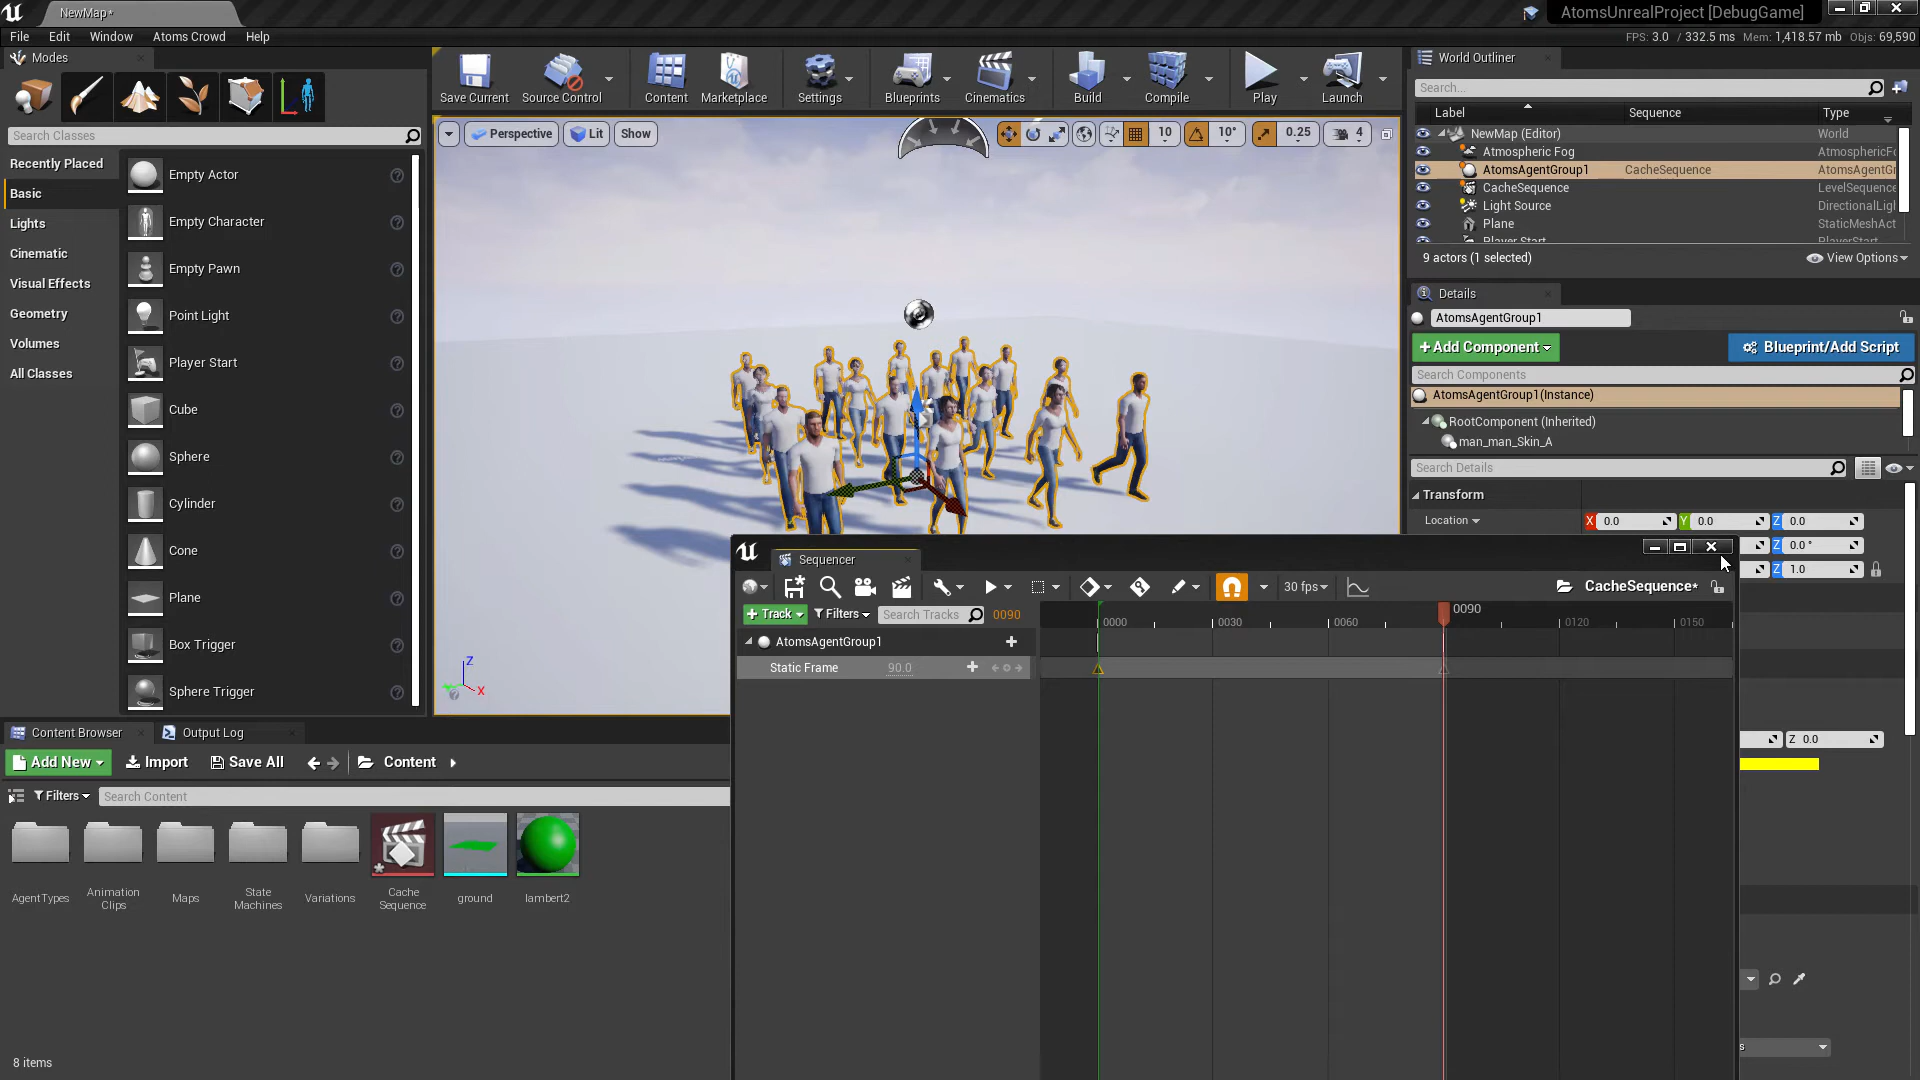 NewMap*
AtomsUnrealProject [DebugGame]
File Edit Window Atoms Crowd Help
FPS: 3.0 / 332.5 ms Mem: 1,418.57 mb Objs: 69,590
Modes
Search Classes
Recently Placed
Basic
Lights
Cinematic
Visual Effects
Geometry
Volumes
All Classes
Empty Actor
Empty Character
Empty Pawn
Point Light
Player Start
Cube
Sphere
Cylinder
Cone
Plane
Box Trigger
Sphere Trigger
Save Current Source Control Content Marketplace Settings Blueprints Cinematics Build Compile Play Launch
Perspective Lit Show 10 10° 0.25 4
Z
X
World Outliner
Search...
Label Sequence Type
NewMap (Editor) World
Atmospheric Fog AtmosphericFo
AtomsAgentGroup1 CacheSequence AtomsAgentGr
CacheSequence LevelSequence
Light Source DirectionalLigh
Plane StaticMeshAct
Player Start PlayerStart
9 actors (1 selected) View Options
Details
AtomsAgentGroup1
+Add Component Blueprint/Add Script
Search Components
AtomsAgentGroup1(Instance)
RootComponent (Inherited)
man_man_Skin_A
Search Details
Transform
Location X 0.0 Y 0.0 Z 0.0
Z 0.0 °
Z 1.0
Z 0.0
Sequencer
30 fps CacheSequence*
+ Track Filters Search Tracks 0090
0090
0000 0030 0060 0120 0150
AtomsAgentGroup1
Static Frame 90.0
Content Browser Output Log
Add New Import Save All Content
Filters Search Content
AgentTypes
Animation Clips
Maps
State Machines
Variations
Cache Sequence
ground
lambert2
8 items
s